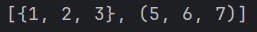 [{1, 2, 3}, (5, 6, 7)]